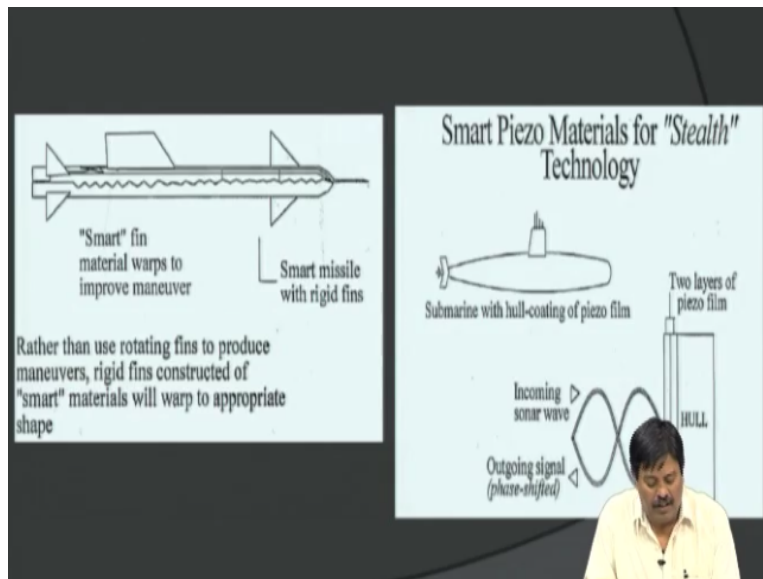 "Smart" fin
material warps to
improve maneuver
Smart missile
with rigid fins
Rather than use rotating fins to produce
maneuvers, rigid fins constructed of
"smart" materials will warp to appropriate
shape
Smart Piezo Materials for "Stealth"
Technology
Submarine with hull-coating of piezo film
Two layers of
piezo film
Incoming
sonar wave
HULL
Outgoing signal
(phase-shifted)